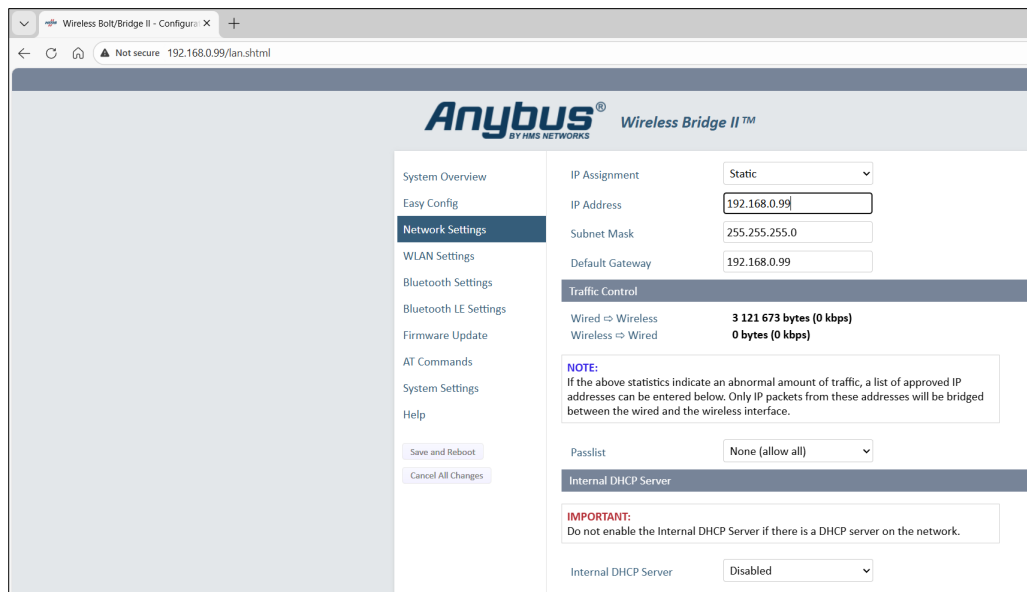 Wireless Bolt/Bridge II - Configurat
Not secure 192.168.0.99/lan.shtml
Anybus®
BY HMS NETWORKS
Wireless Bridge II™
System Overview
Easy Config
Network Settings
WLAN Settings
Bluetooth Settings
Bluetooth LE Settings
Firmware Update
AT Commands
System Settings
Help
Save and Reboot
Cancel All Changes
IP Assignment Static
IP Address 192.168.0.99
Subnet Mask 255.255.255.0
Default Gateway 192.168.0.99
Traffic Control
Wired ⇨ Wireless 3 121 673 bytes (0 kbps)
Wireless ⇨ Wired 0 bytes (0 kbps)
NOTE:
If the above statistics indicate an abnormal amount of traffic, a list of approved IP
addresses can be entered below. Only IP packets from these addresses will be bridged
between the wired and the wireless interface.
Passlist None (allow all)
Internal DHCP Server
IMPORTANT:
Do not enable the Internal DHCP Server if there is a DHCP server on the network.
Internal DHCP Server Disabled